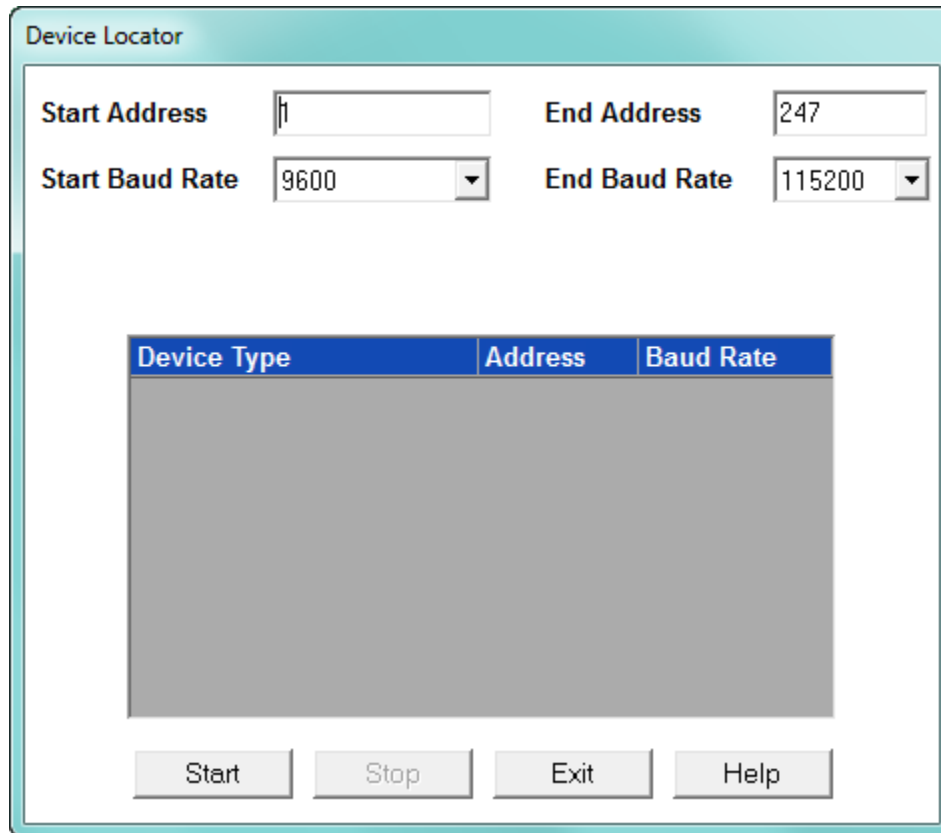 Device Locator
Start Address 1 End Address 247
Start Baud Rate 9600 End Baud Rate 115200
Device Type Address Baud Rate
Start Stop Exit Help